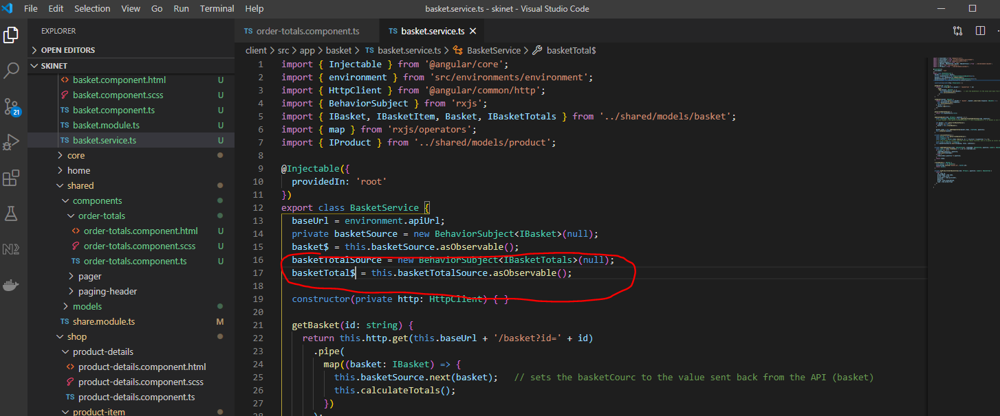 File Edit Selection View Go Run Terminal Help
basket.service.ts - skinet - Visual Studio Code
EXPLORER
OPEN EDITORS
SKINET
basket.component.html U
basket.component.scss U
TS basket.component.ts U
TS basket.module.ts U
TS basket.service.ts U
core
home
shared
components
order-totals
order-totals.component.html U
order-totals.component.scss U
TS order-totals.component.ts U
pager
paging-header
models
TS share.module.ts M
shop
product-details
product-details.component.html
product-details.component.scss
TS product-details.component.ts
product-item
21
TS order-totals.component.ts
TS basket.service.ts
client > src > app > basket > TS basket.service.ts > BasketService > basketTotal$
1 import { Injectable } from '@angular/core';
2 import { environment } from 'src/environments/environment';
3 import { HttpClient } from '@angular/common/http';
4 import { BehaviorSubject } from 'rxjs';
5 import { IBasket, IBasketItem, Basket, IBasketTotals } from '../shared/models/basket';
6 import { map } from 'rxjs/operators';
7 import { IProduct } from '../shared/models/product';
8
9 @Injectable({
10 providedIn: 'root'
11 })
12 export class BasketService {
13 baseUrl = environment.apiUrl;
14 private basketSource = new BehaviorSubject<IBasket>(null);
15 basket$ = this.basketSource.asObservable();
16 basketTotalSource = new BehaviorSubject<IBasketTotals>(null);
17 basketTotal$ = this.basketTotalSource.asObservable();
18
19 constructor(private http: HttpClient) { }
20
21 getBasket(id: string) {
22 return this.http.get(this.baseUrl + '/basket?id=' + id)
23 .pipe(
24 map((basket: IBasket) => {
25 this.basketSource.next(basket); // sets the basketCourc to the value sent back from the API (basket)
26 this.calculateTotals();
27 })